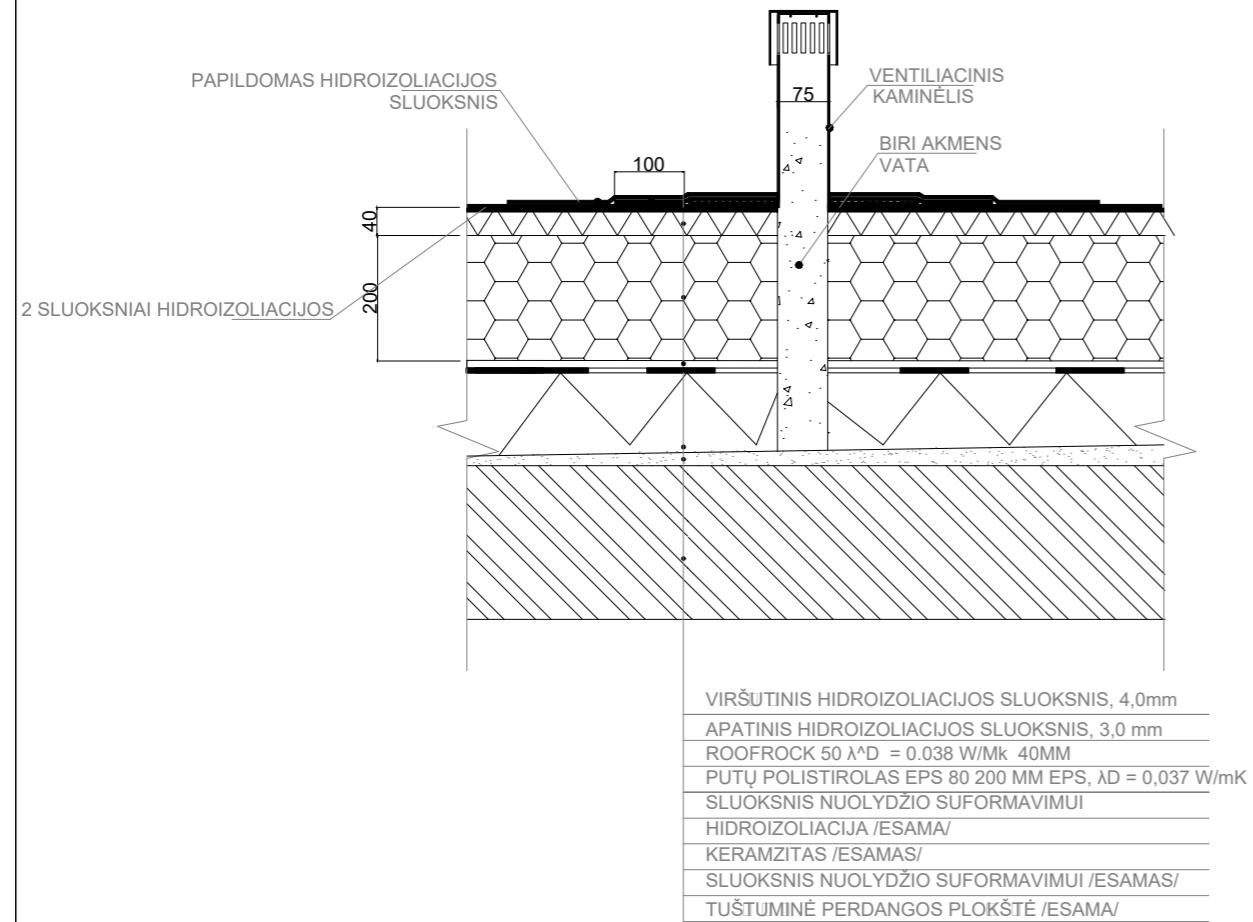 PAPILDOMAS HIDROIZOLIACIJOS
SLUOKSNIS
75
VENTILIACINIS
KAMINĖLIS
BIRI AKMENS
VATA
100
40
200
2 SLUOKSNIAI HIDROIZOLIACIJOS
VIRŠUTINIS HIDROIZOLIACIJOS SLUOKSNIS, 4,0mm
APATINIS HIDROIZOLIACIJOS SLUOKSNIS, 3,0 mm
ROOFROCK 50 λ^D = 0.038 W/Mk 40MM
PUTŲ POLISTIROLAS EPS 80 200 MM EPS, λD = 0,037 W/mK
SLUOKSNIS NUOLYDŽIO SUFORMAVIMUI
HIDROIZOLIACIJA /ESAMA/
KERAMZITAS /ESAMAS/
SLUOKSNIS NUOLYDŽIO SUFORMAVIMUI /ESAMAS/
TUŠTUMINĖ PERDANGOS PLOKŠTĖ /ESAMA/